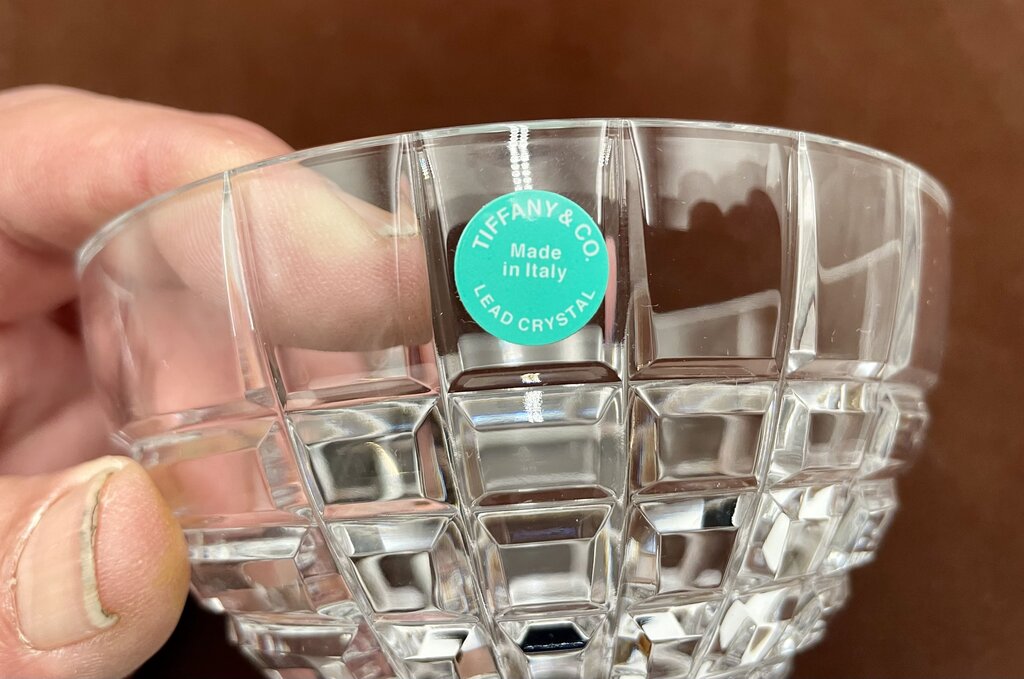 TIFFANY & CO.
Made
in Italy
LEAD CRYSTAL